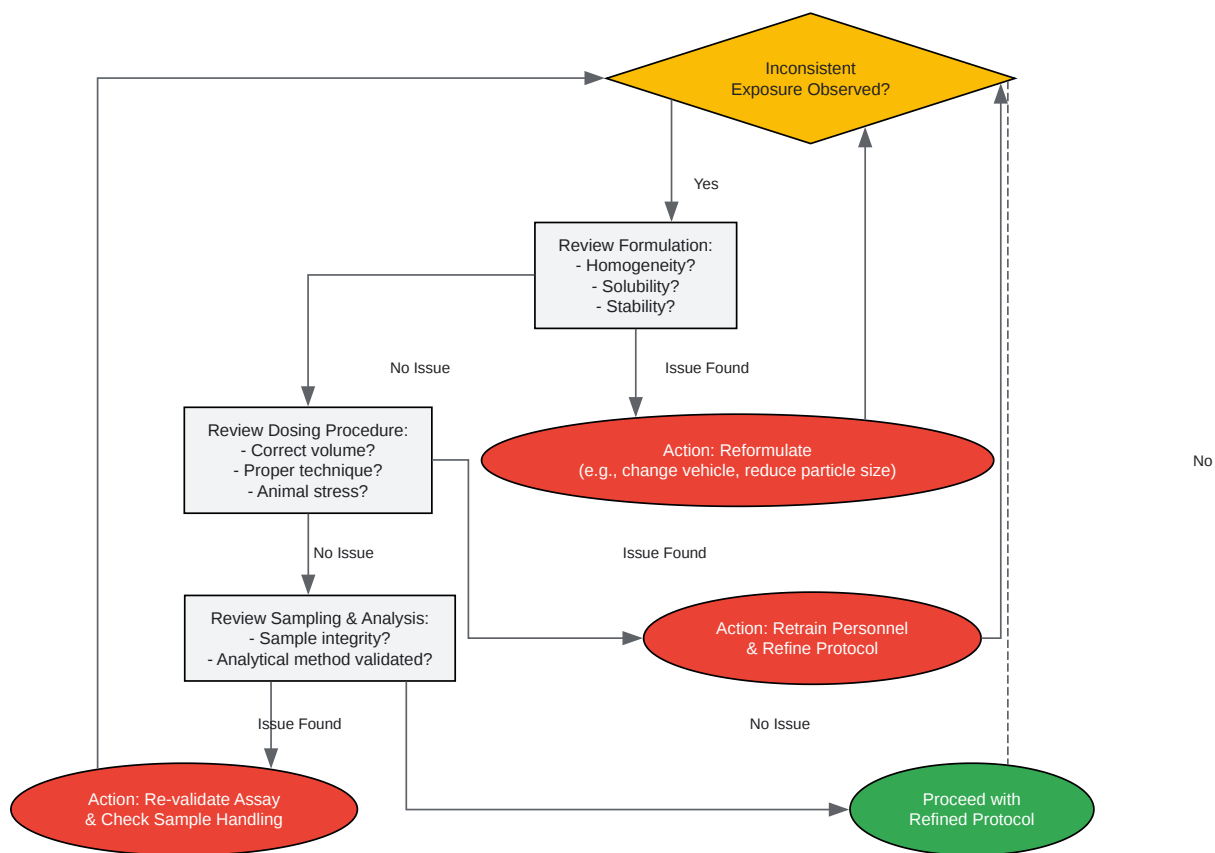 Inconsistent
Exposure Observed?
Yes
Review Formulation:
- Homogeneity?
- Solubility?
- Stability?
No Issue
Issue Found
Review Dosing Procedure:
- Correct volume?
- Proper technique?
- Animal stress?
Action: Reformulate
(e.g., change vehicle, reduce particle size)
No
No Issue
Issue Found
Review Sampling & Analysis:
- Sample integrity?
- Analytical method validated?
Action: Retrain Personnel
& Refine Protocol
Issue Found
No Issue
Action: Re-validate Assay
& Check Sample Handling
Proceed with
Refined Protocol